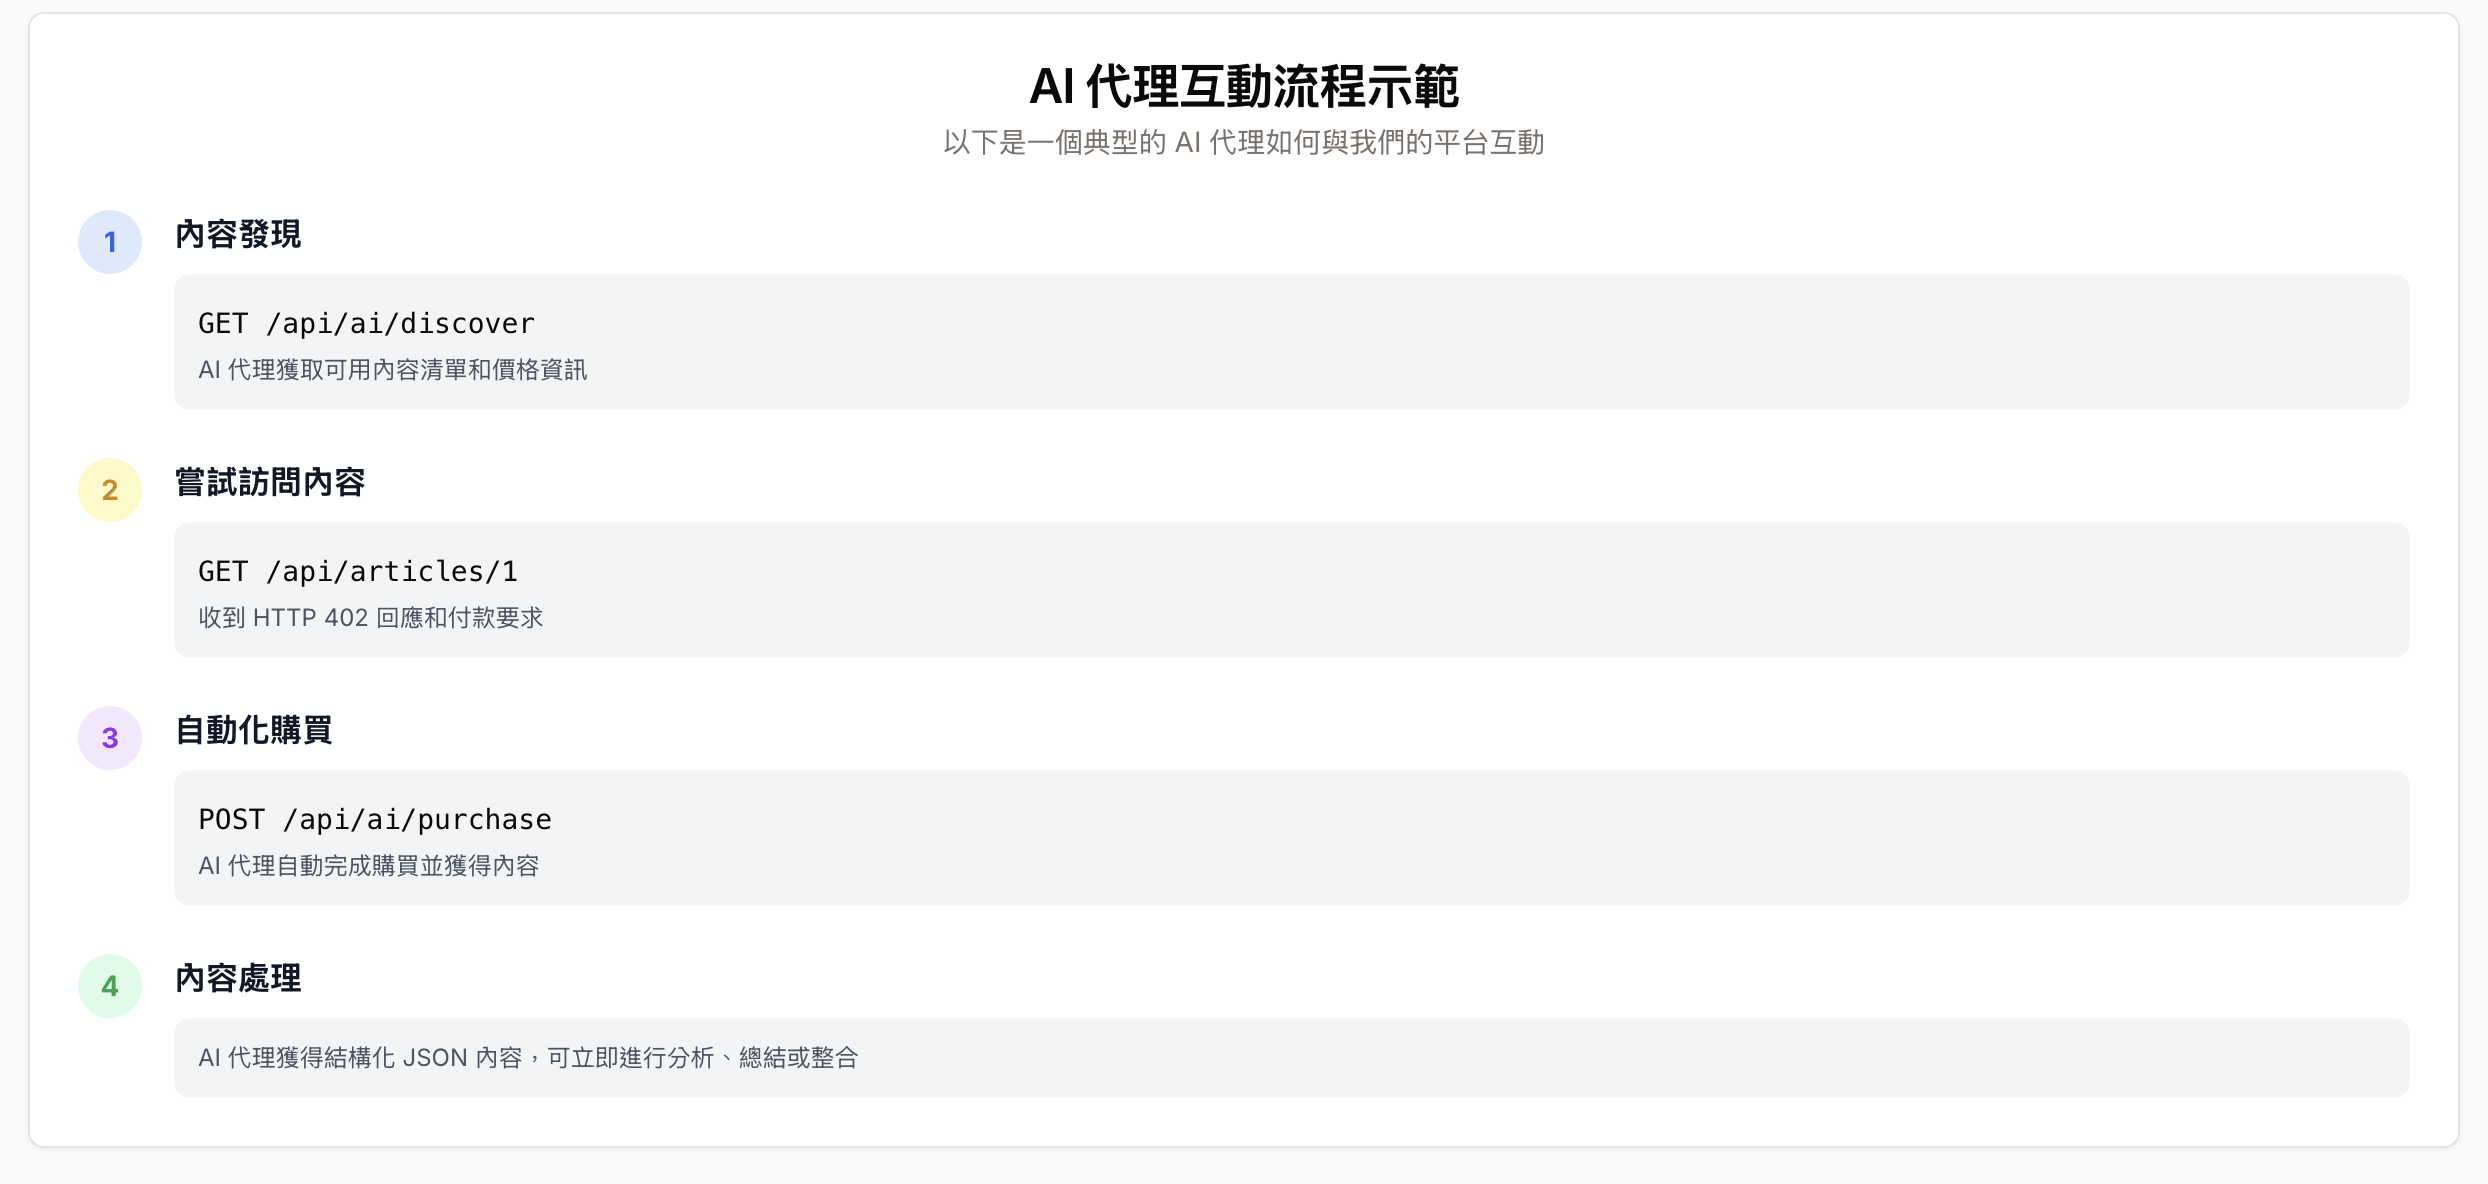 AI 代理互動流程示範
以下是一個典型的 AI 代理如何與我們的平台互動
1
內容發現
GET /api/ai/discover
AI 代理獲取可用內容清單和價格資訊
2
嘗試訪問內容
GET /api/articles/1
收到 HTTP 402 回應和付款要求
3
自動化購買
POST /api/ai/purchase
AI 代理自動完成購買並獲得內容
4
內容處理
AI 代理獲得結構化 JSON 內容，可立即進行分析、總結或整合